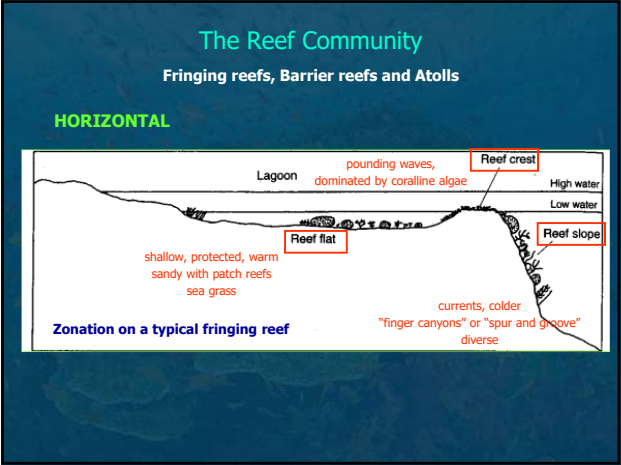 The Reef Community
Fringing reefs, Barrier reefs and Atolls
HORIZONTAL
pounding waves,
dominated by coralline algae
Reef crest
Lagoon
High water
Low water
Reef flat
Reef slope
shallow, protected, warm
sandy with patch reefs
sea grass
currents, colder
“finger canyons” or “spur and groove”
diverse
Zonation on a typical fringing reef